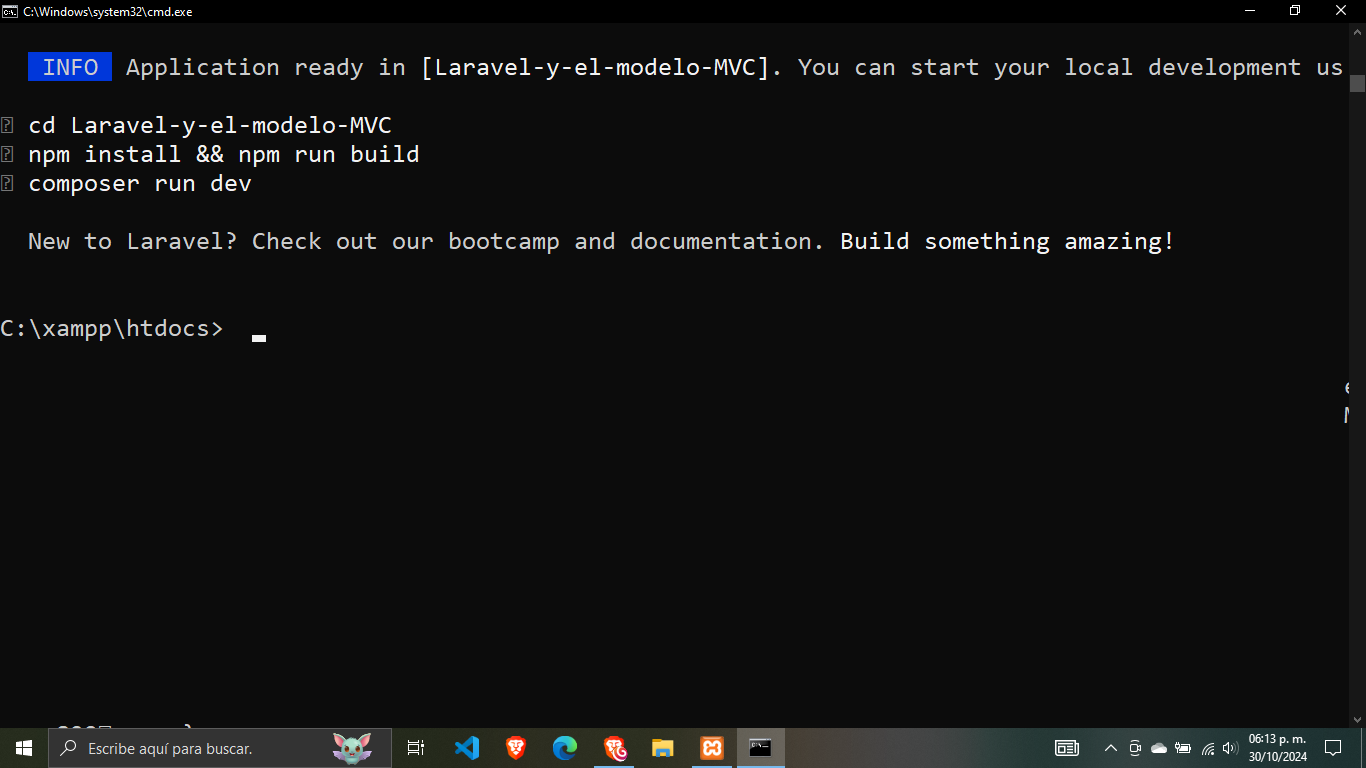 C:\Windows\system32\cmd.exe
INFO Application ready in [Laravel-y-el-modelo-MVC]. You can start your local development us
cd Laravel-y-el-modelo-MVC
npm install && npm run build
composer run dev
New to Laravel? Check out our bootcamp and documentation. Build something amazing!
C:\xampp\htdocs>
Escribe aquí para buscar.
06:13 p. m.
30/10/2024